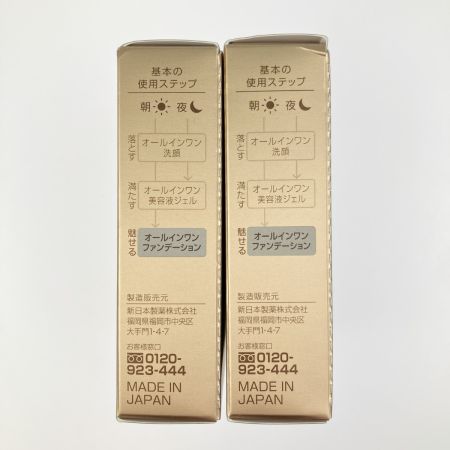 基本の
使用ステップ
朝 夜
落とす
オールインワン
洗顔
満たす
オールインワン
美容液ジェル
魅せる
オールインワン
ファンデーション
製造販売元
新日本製薬株式会社
福岡県福岡市中央区
大手門1-4-7
お客様窓口
0120-
923-444
MADE IN
JAPAN
基本の
使用ステップ
朝 夜
落とす
オールインワン
洗顔
満たす
オールインワン
美容液ジェル
魅せる
オールインワン
ファンデーション
製造販売元
新日本製薬株式会社
福岡県福岡市中央区
大手門1-4-7
お客様窓口
0120-
923-444
MADE IN
JAPAN